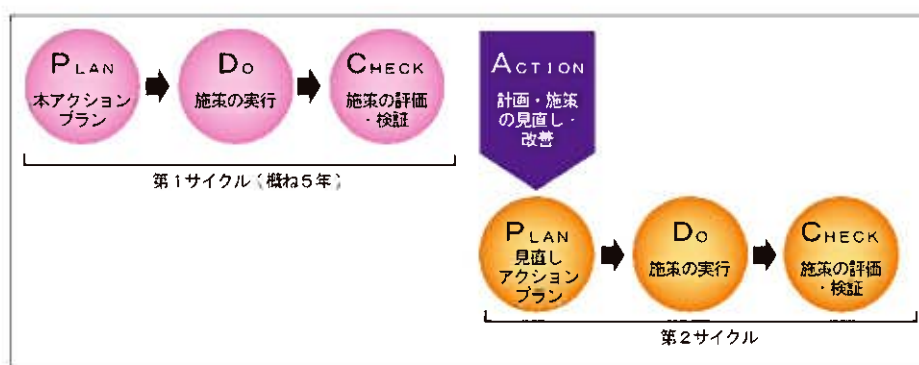 PLAN
本アクション
プラン
DO
施策の実行
CHECK
施策の評価
・検証
第1サイクル(概ね5年)
ACTION
計画・施策
の見直し・
改善
PLAN
見直し
アクション
プラン
DO
施策の実行
CHECK
施策の評価
・検証
第2サイクル